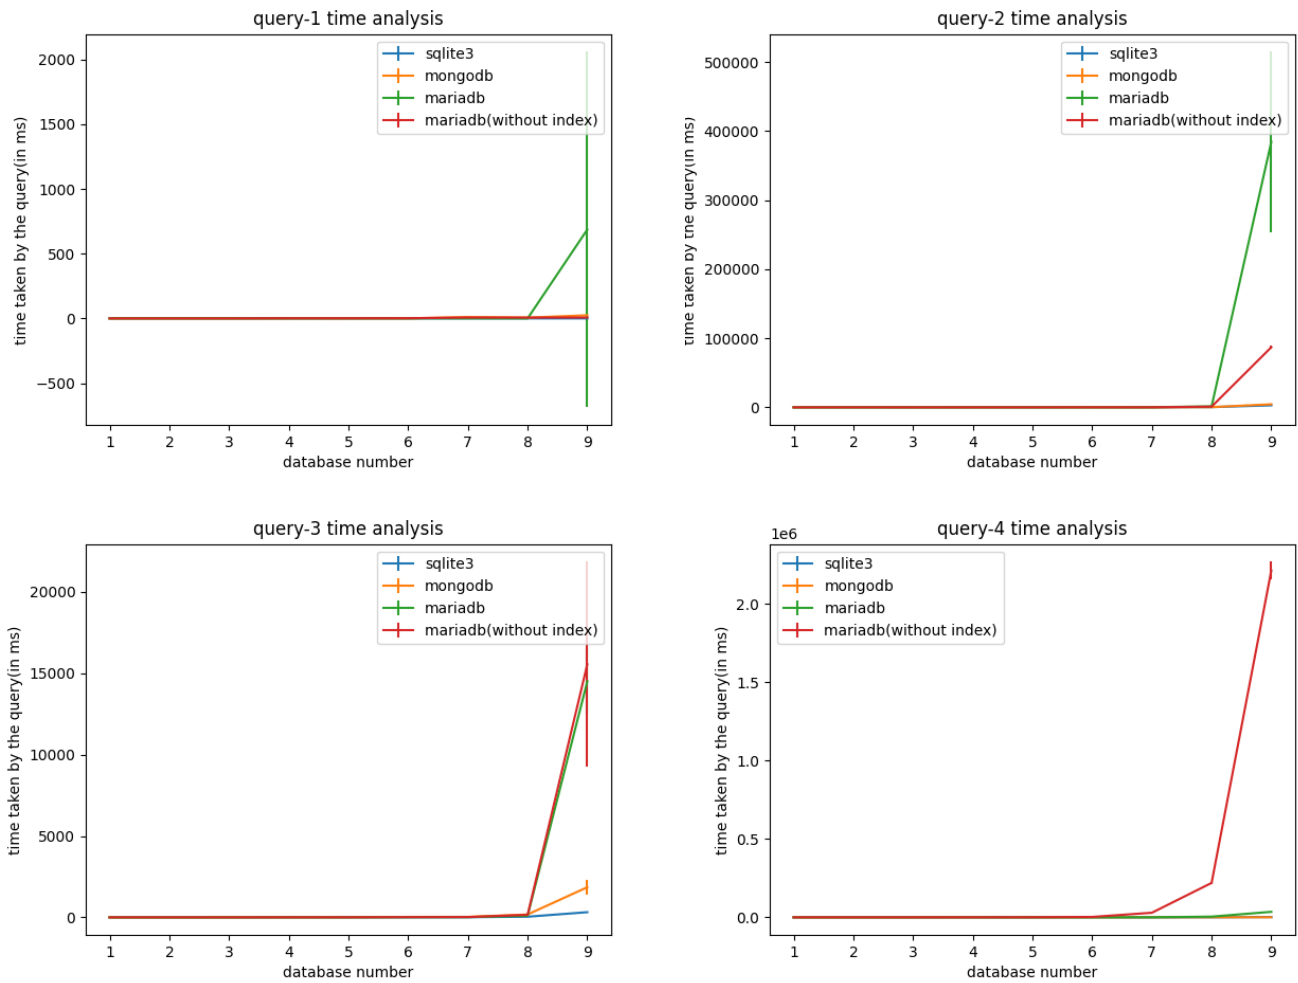 query-1 time analysis
time taken by the query(in ms)
2000
1500
1000
500
0
−500
sqlite3
mongodb
mariadb
mariadb(without index)
1 2 3 4 5 6 7 8 9
database number
query-2 time analysis
time taken by the query(in ms)
500000
400000
300000
200000
100000
0
sqlite3
mongodb
mariadb
mariadb(without index)
1 2 3 4 5 6 7 8 9
database number
query-3 time analysis
time taken by the query(in ms)
20000
15000
10000
5000
0
sqlite3
mongodb
mariadb
mariadb(without index)
1 2 3 4 5 6 7 8 9
database number
query-4 time analysis
1e6
time taken by the query(in ms)
2.0
1.5
1.0
0.5
0.0
sqlite3
mongodb
mariadb
mariadb(without index)
1 2 3 4 5 6 7 8 9
database number